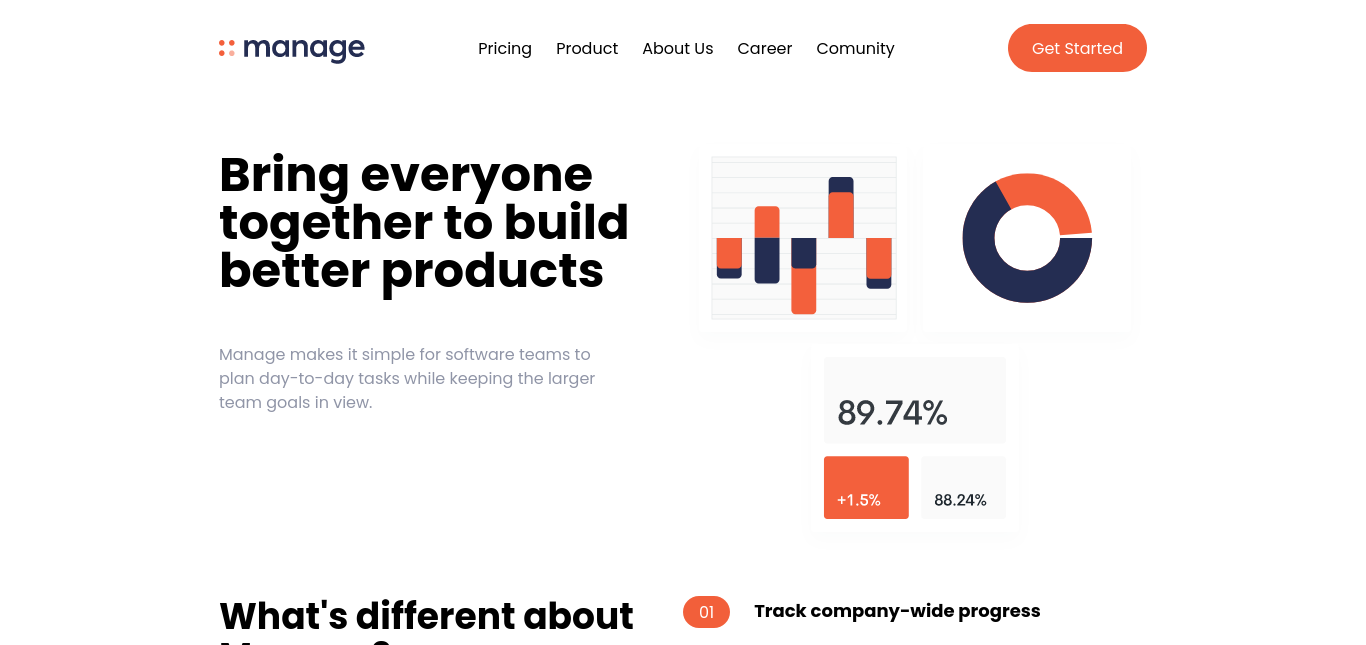 manage
Pricing Product About Us Career Comunity
Get Started
Bring everyone
together to build
better products
Manage makes it simple for software teams to
plan day-to-day tasks while keeping the larger
team goals in view.
89.74%
+1.5%
88.24%
What's different about
01
Track company-wide progress